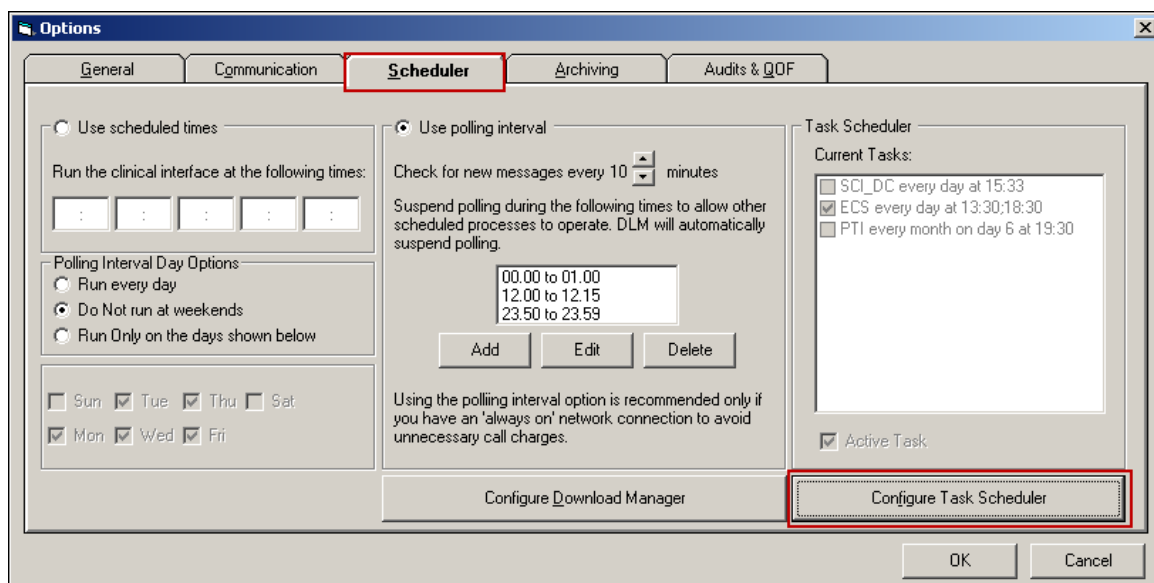 Options
General
Communication
Scheduler
Archiving
Audits & QOF
Use scheduled times
Run the clinical interface at the following times:
: : : : :
Polling Interval Day Options
Run every day
Do Not run at weekends
Run Only on the days shown below
Sun Tue Thu Sat
Mon Wed Fri
Use polling interval
Check for new messages every 10 minutes
Suspend polling during the following times to allow other
scheduled processes to operate. DLM will automatically
suspend polling.
00.00 to 01.00
12.00 to 12.15
23.50 to 23.59
Add
Edit
Delete
Using the polliing interval option is recommended only if
you have an 'always on' network connection to avoid
unnecessary call charges.
Configure Download Manager
Task Scheduler
Current Tasks:
SCI_DC every day at 15:33
ECS every day at 13:30;18:30
PTI every month on day 6 at 19:30
Active Task
Configure Task Scheduler
OK
Cancel